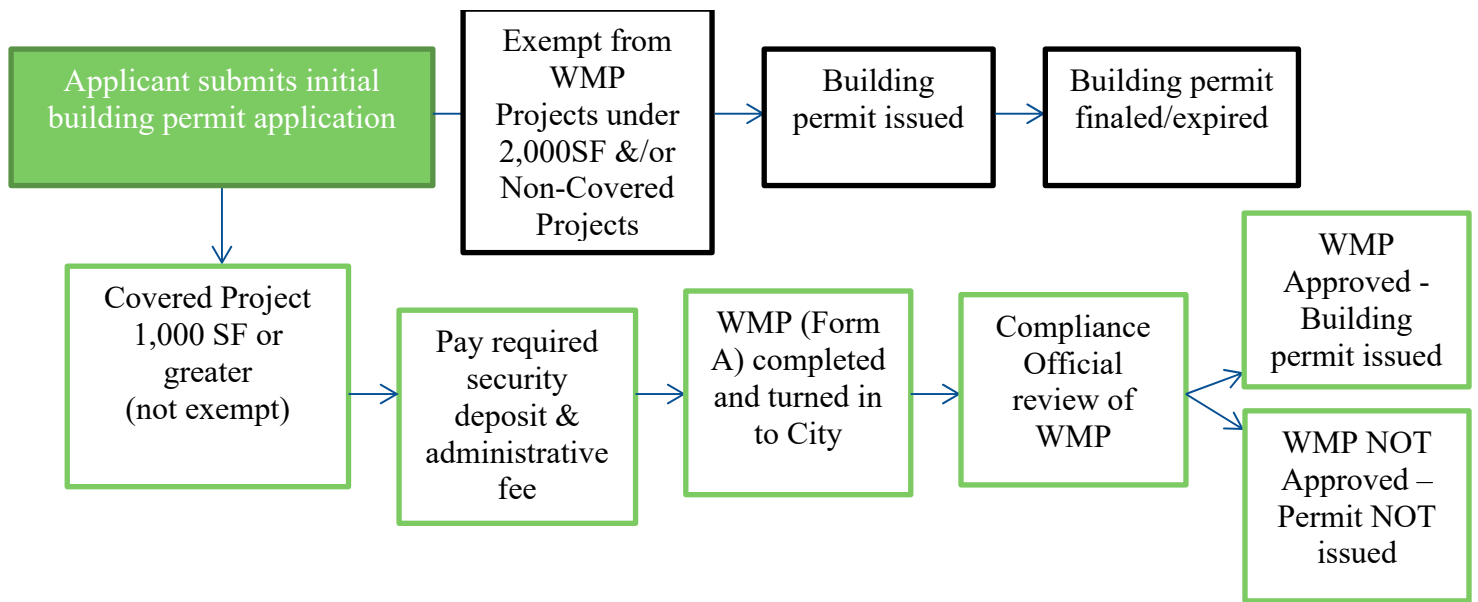 Applicant submits initial
building permit application
Exempt from
WMP
Projects under
2,000SF &/or
Non-Covered
Projects
Building
permit issued
Building permit
finaled/expired
Covered Project
1,000 SF or
greater
(not exempt)
Pay required
security
deposit &
administrative
fee
WMP (Form
A) completed
and turned in
to City
Compliance
Official
review of
WMP
WMP
Approved -
Building
permit issued
WMP NOT
Approved –
Permit NOT
issued